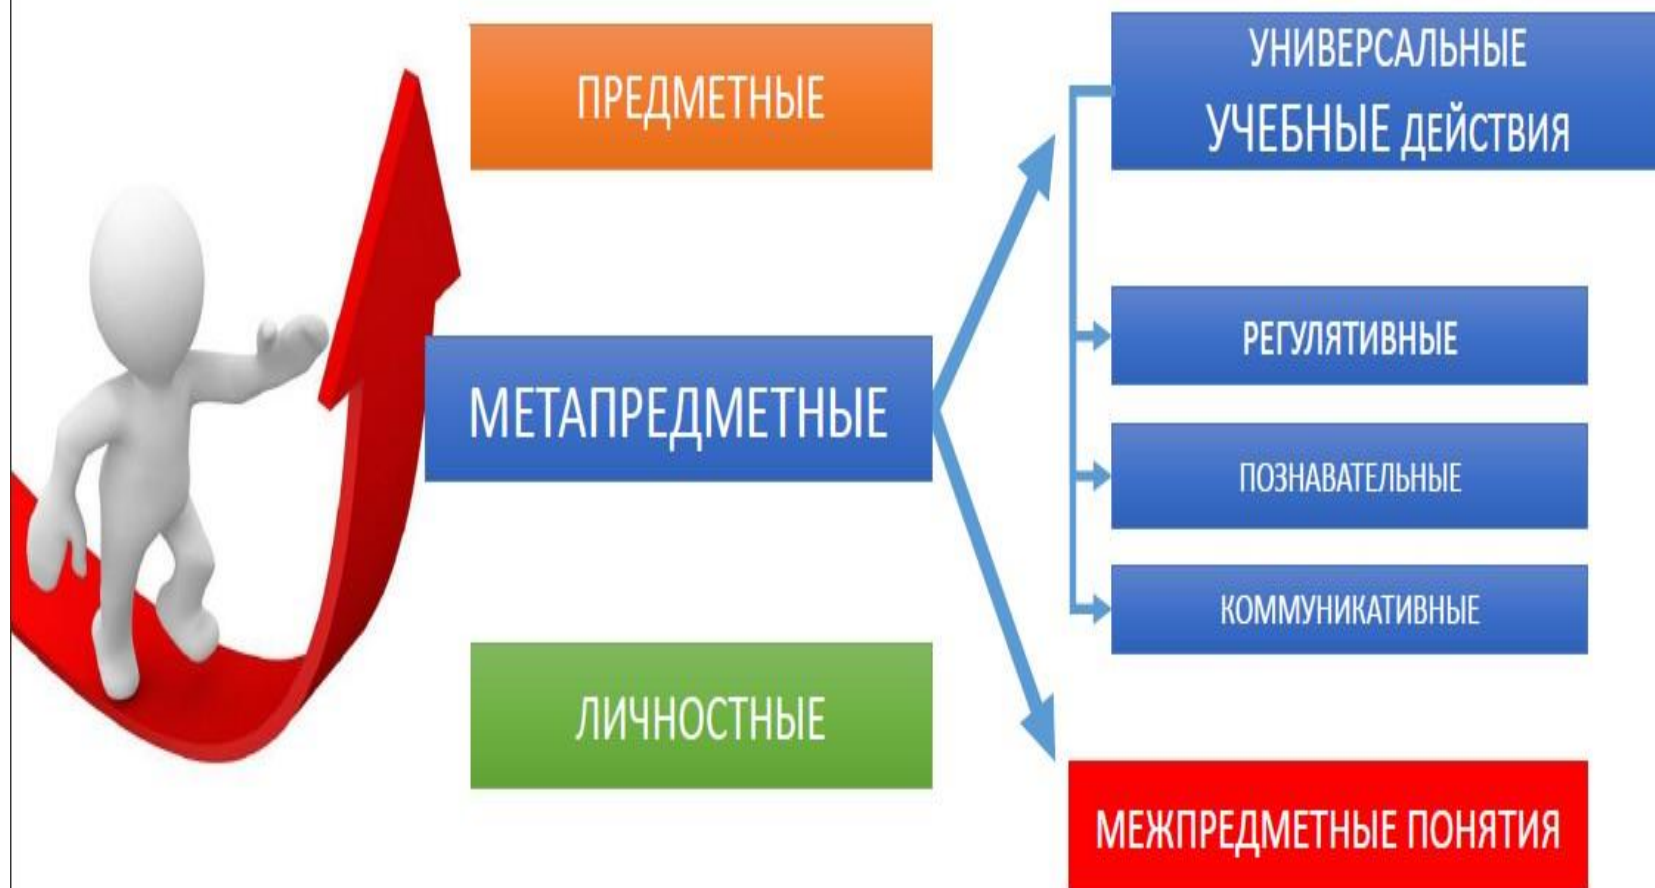 ПРЕДМЕТНЫЕ
МЕТАПРЕДМЕТНЫЕ
ЛИЧНОСТНЫЕ
УНИВЕРСАЛЬНЫЕ
УЧЕБНЫЕ ДЕЙСТВИЯ
РЕГУЛЯТИВНЫЕ
ПОЗНАВАТЕЛЬНЫЕ
КОММУНИКАТИВНЫЕ
МЕЖПРЕДМЕТНЫЕ ПОНЯТИЯ